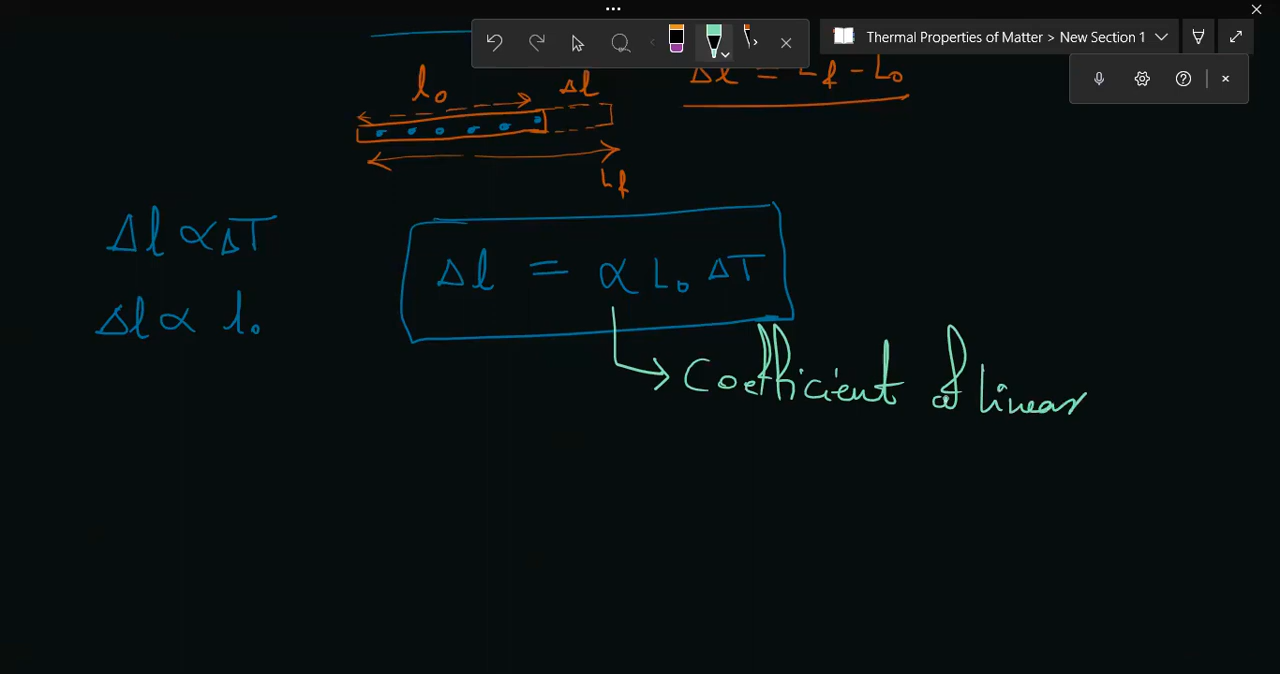 Thermal Properties of Matter > New Section 1
Δl = Lf - L₀
l₀ Δl
Lf
Δl ∝ ΔT
Δl = α L₀ ΔT
Δl ∝ l₀
Coefficient of linear